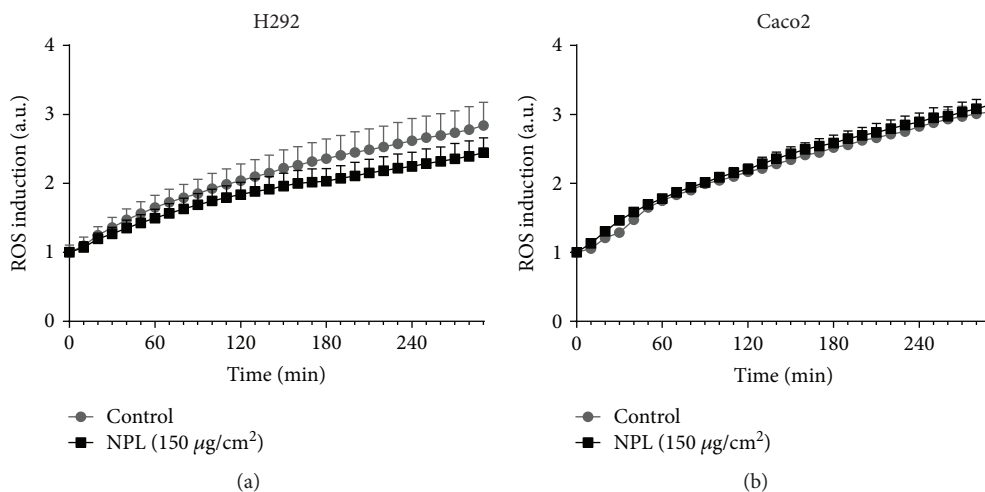 H292
ROS induction (a.u.)
4
3
2
1
0
0 60 120 180 240
Time (min)
Control
NPL (150 μg/cm²)
(a)
Caco2
ROS induction (a.u.)
4
3
2
1
0
0 60 120 180 240
Time (min)
Control
NPL (150 μg/cm²)
(b)